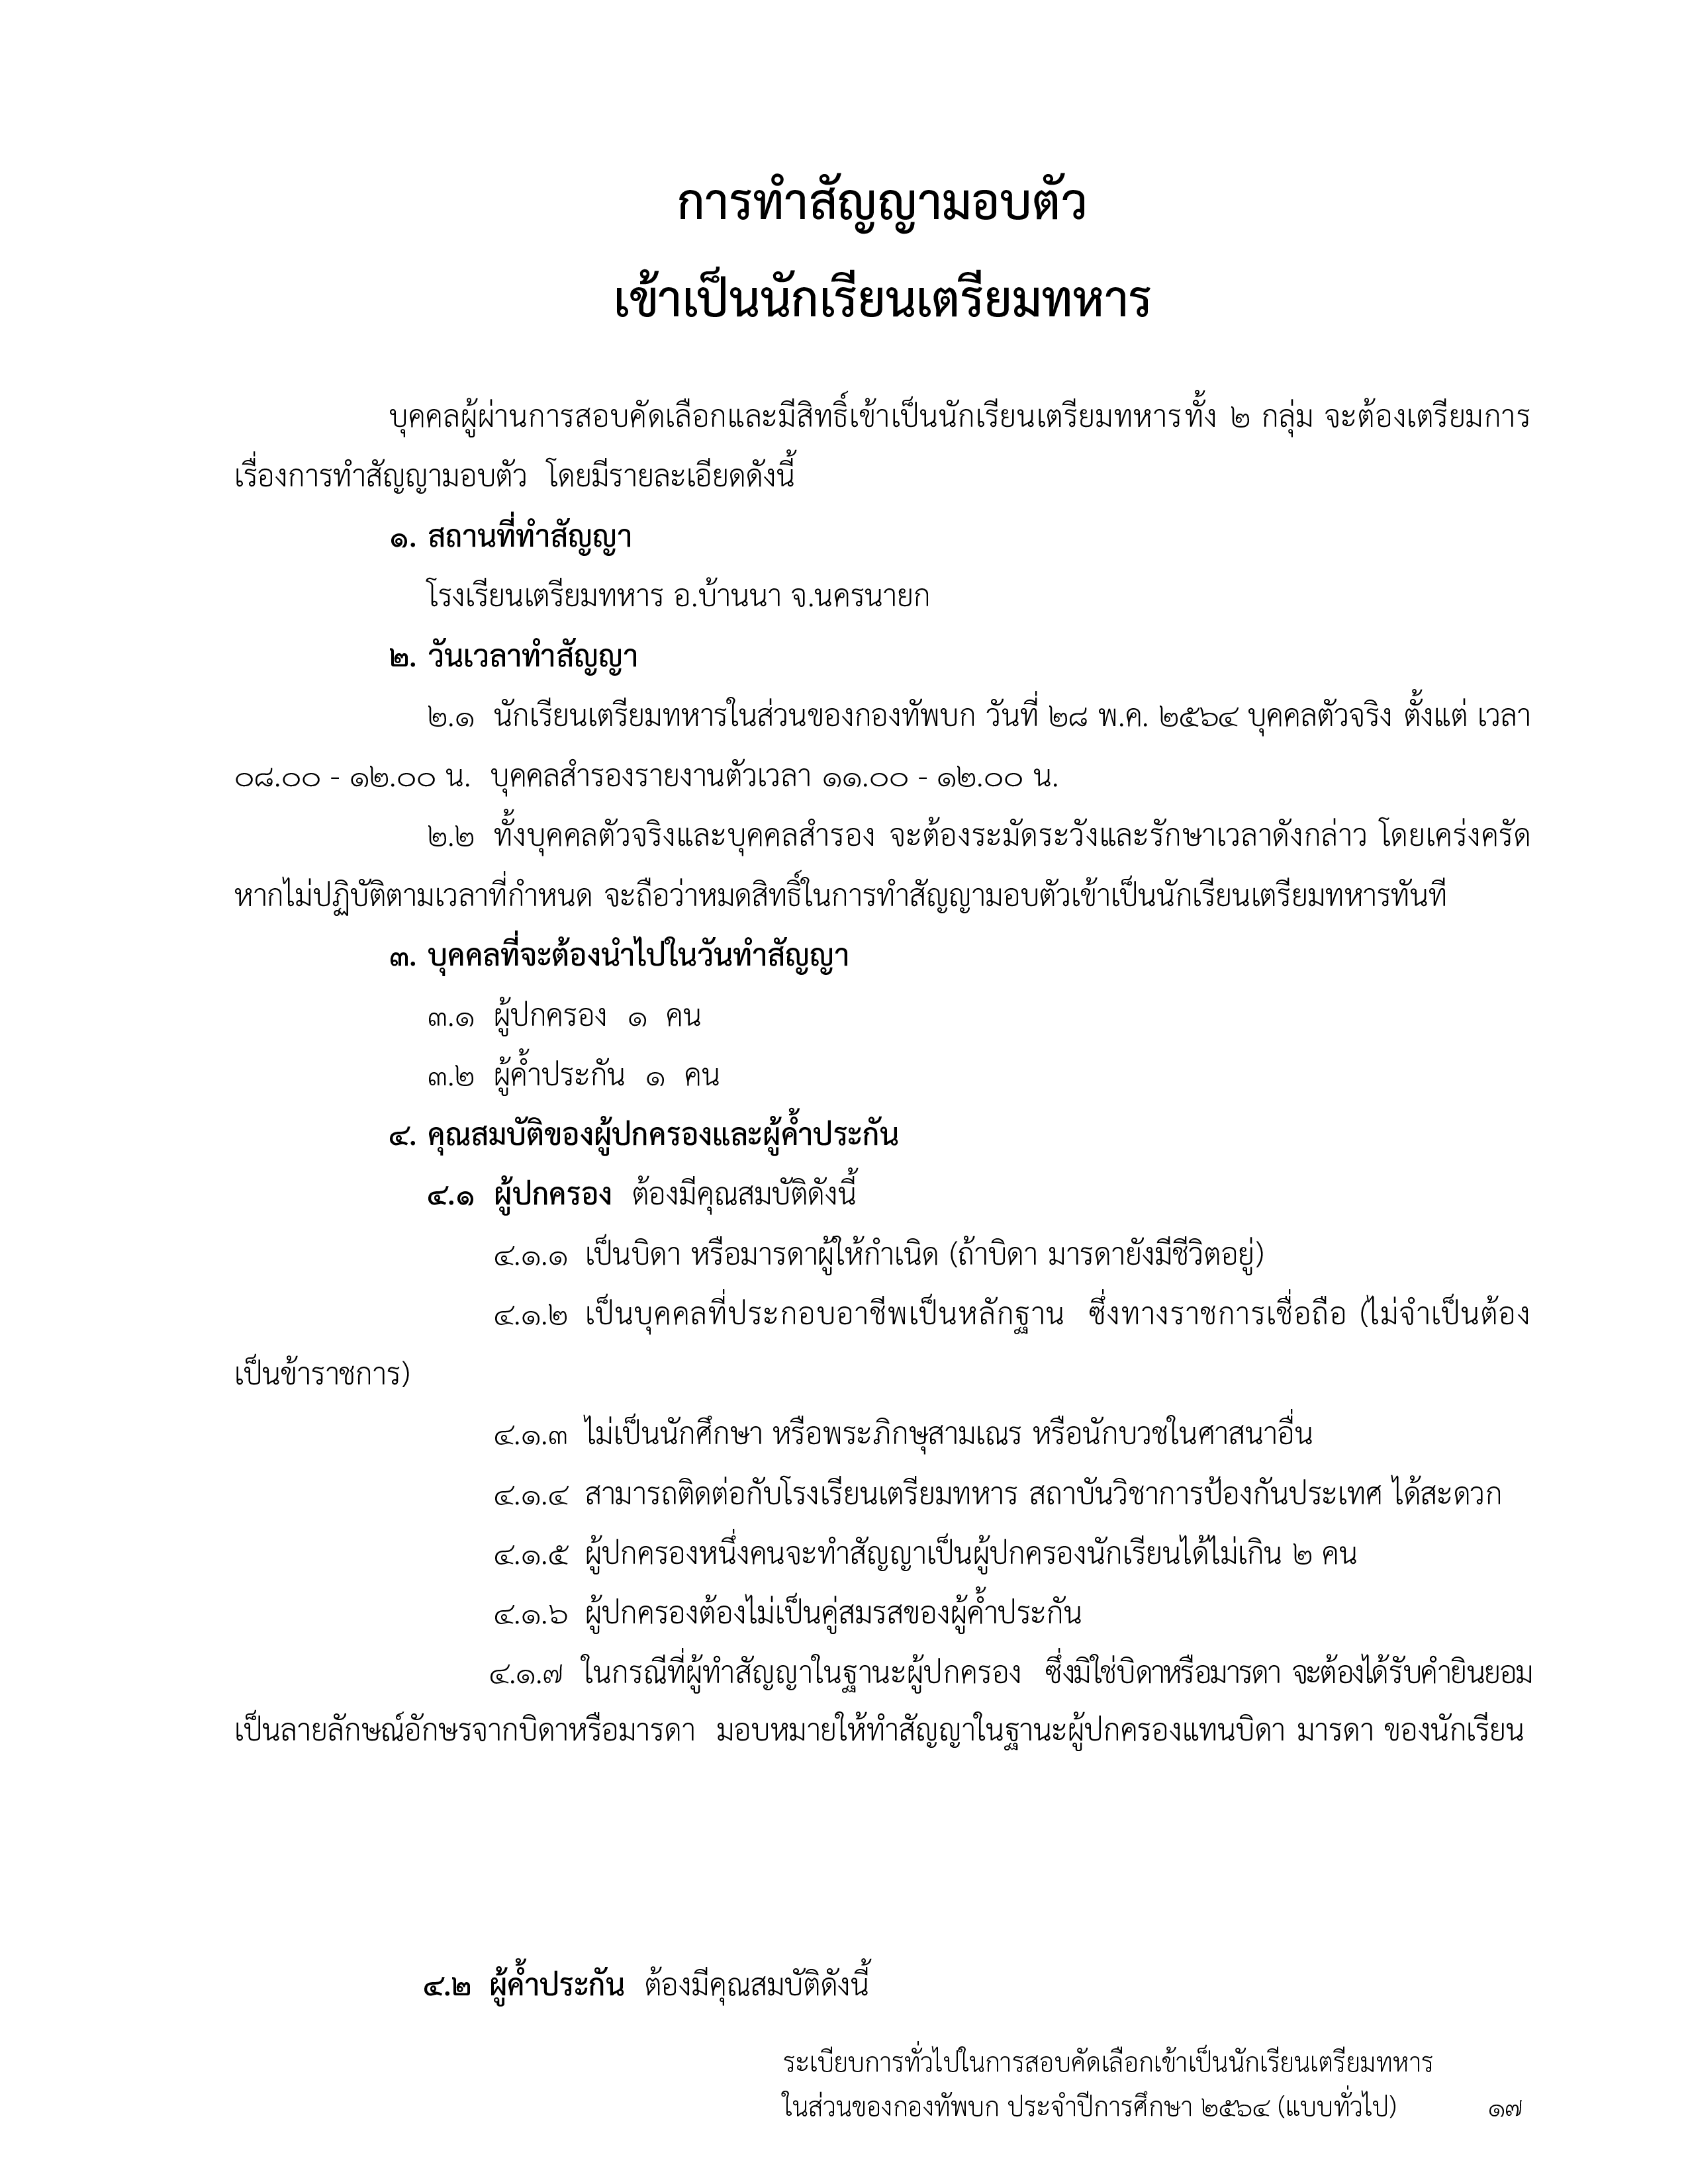 การทำสัญญามอบตัว
เข้าเป็นนักเรียนเตรียมทหาร
บุคคลผู้ผ่านการสอบคัดเลือกและมีสิทธิ์เข้าเป็นนักเรียนเตรียมทหารทั้ง ๒ กลุ่ม จะต้องเตรียมการ
เรื่องการทำสัญญามอบตัว โดยมีรายละเอียดดังนี้
๑. สถานที่ทำสัญญา
โรงเรียนเตรียมทหาร อ.บ้านนา จ.นครนายก
๒. วันเวลาทำสัญญา
๒.๑ นักเรียนเตรียมทหารในส่วนของกองทัพบก วันที่ ๒๘ พ.ค. ๒๕๖๔ บุคคลตัวจริง ตั้งแต่ เวลา
๐๘.๐๐ - ๑๒.๐๐ น. บุคคลสำรองรายงานตัวเวลา ๑๑.๐๐ - ๑๒.๐๐ น.
๒.๒ ทั้งบุคคลตัวจริงและบุคคลสำรอง จะต้องระมัดระวังและรักษาเวลาดังกล่าว โดยเคร่งครัด
หากไม่ปฏิบัติตามเวลาที่กำหนด จะถือว่าหมดสิทธิ์ในการทำสัญญามอบตัวเข้าเป็นนักเรียนเตรียมทหารทันที
๓. บุคคลที่จะต้องนำไปในวันทำสัญญา
๓.๑ ผู้ปกครอง ๑ คน
๓.๒ ผู้ค้ำประกัน ๑ คน
๔. คุณสมบัติของผู้ปกครองและผู้ค้ำประกัน
๔.๑ ผู้ปกครอง ต้องมีคุณสมบัติดังนี้
๔.๑.๑ เป็นบิดา หรือมารดาผู้ให้กำเนิด (ถ้าบิดา มารดายังมีชีวิตอยู่)
๔.๑.๒ เป็นบุคคลที่ประกอบอาชีพเป็นหลักฐาน ซึ่งทางราชการเชื่อถือ (ไม่จำเป็นต้อง
เป็นข้าราชการ)
๔.๑.๓ ไม่เป็นนักศึกษา หรือพระภิกษุสามเณร หรือนักบวชในศาสนาอื่น
๔.๑.๔ สามารถติดต่อกับโรงเรียนเตรียมทหาร สถาบันวิชาการป้องกันประเทศ ได้สะดวก
๔.๑.๕ ผู้ปกครองหนึ่งคนจะทำสัญญาเป็นผู้ปกครองนักเรียนได้ไม่เกิน ๒ คน
๔.๑.๖ ผู้ปกครองต้องไม่เป็นคู่สมรสของผู้ค้ำประกัน
๔.๑.๗ ในกรณีที่ผู้ทำสัญญาในฐานะผู้ปกครอง ซึ่งมิใช่บิดาหรือมารดา จะต้องได้รับคำยินยอม
เป็นลายลักษณ์อักษรจากบิดาหรือมารดา มอบหมายให้ทำสัญญาในฐานะผู้ปกครองแทนบิดา มารดา ของนักเรียน
๔.๒ ผู้ค้ำประกัน ต้องมีคุณสมบัติดังนี้
ระเบียบการทั่วไปในการสอบคัดเลือกเข้าเป็นนักเรียนเตรียมทหาร
ในส่วนของกองทัพบก ประจำปีการศึกษา ๒๕๖๔ (แบบทั่วไป) ๑๗